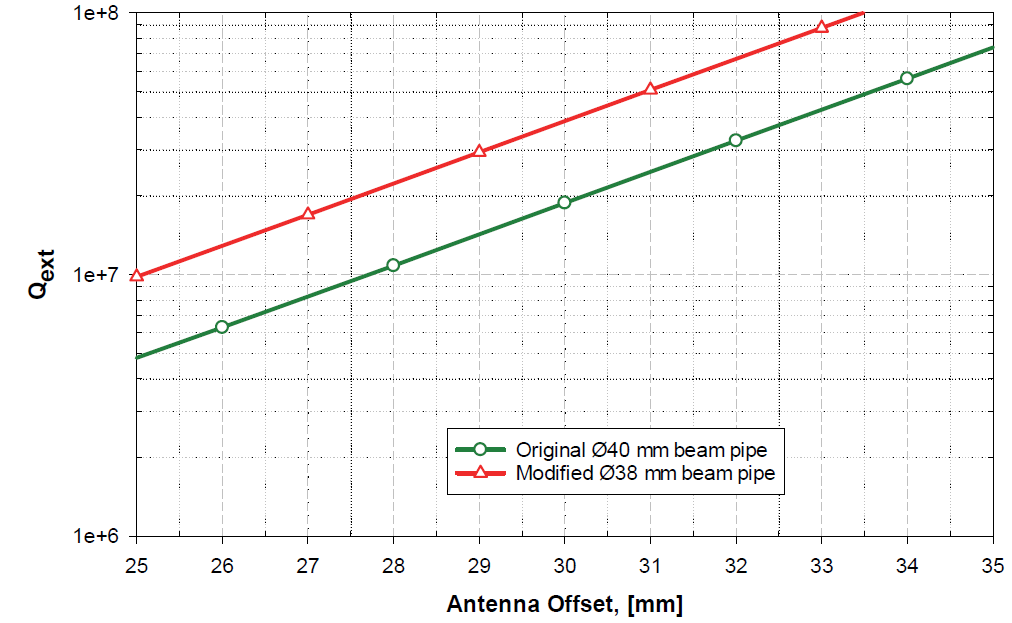 1e+8
1e+7
1e+6
Qext
25 26 27 28 29 30 31 32 33 34 35
Antenna Offset, [mm]
Original Ø40 mm beam pipe
Modified Ø38 mm beam pipe